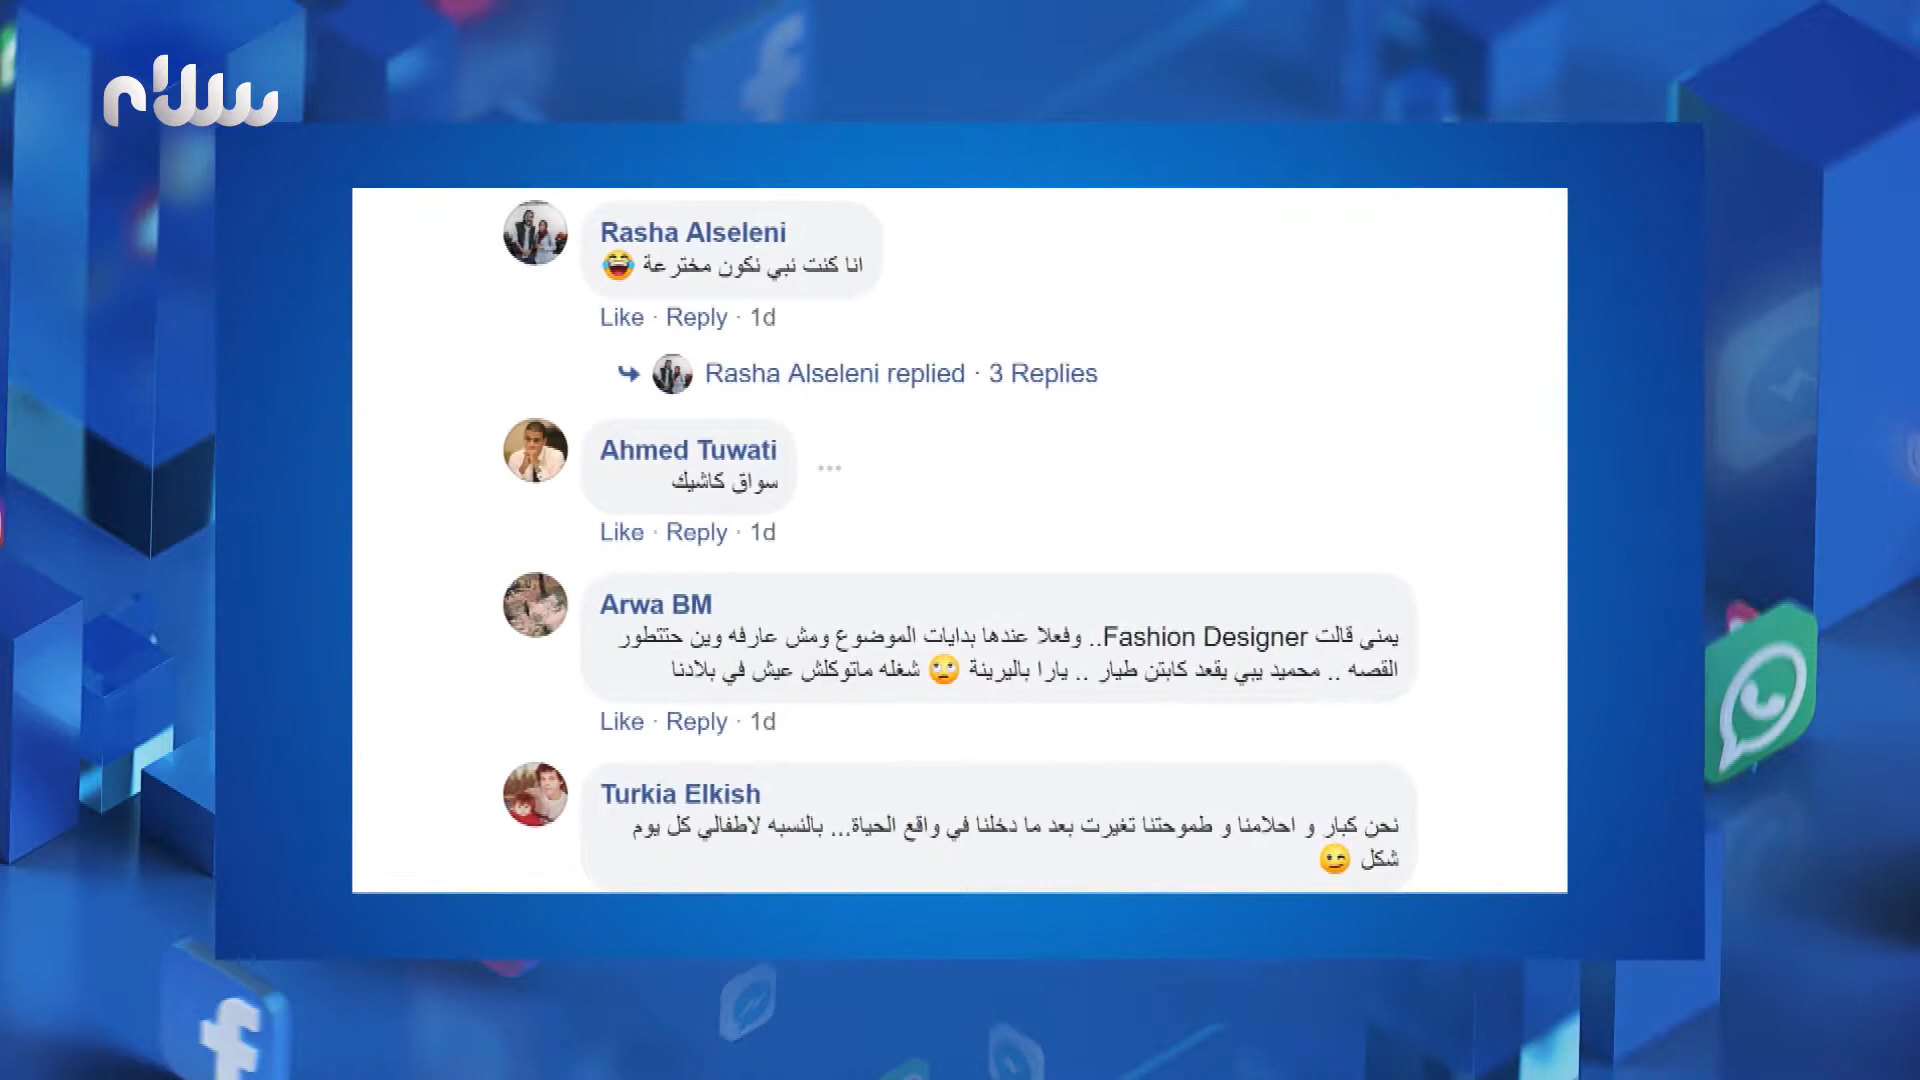 سلام
Rasha Alseleni
انا كنت نبي نكون مخترعة 😂
Like · Reply · 1d
Rasha Alseleni replied · 3 Replies
Ahmed Tuwati
سواق كاشيك
Like · Reply · 1d
Arwa BM
يمني قالت Fashion Designer.. وفعلا عندها بدايات الموضوع ومش عارفه وين حتتطور
القصه .. محميد يبي يقعد كابتن طيار .. يارا باليرينة 🙄 شغله ماتوكلش عيش في بلادنا
Like · Reply · 1d
Turkia Elkish
نحن كبار و احلامنا و طموحتنا تغيرت بعد ما دخلنا في واقع الحياة... بالنسبه لاطفالي كل يوم
شكل 😉